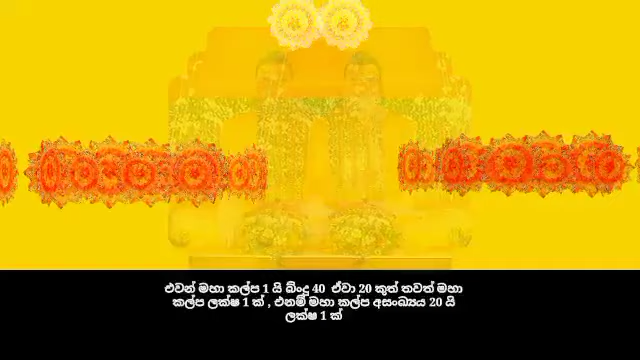 එවන් මහා කල්ප 1 යි බිංදු 40 ඒවා 20 කුත් තවත් මහා
කල්ප ලක්ෂ 1 ක් , එනම් මහා කල්ප අසංඛ්‍යය 20 යි
ලක්ෂ 1 ක්